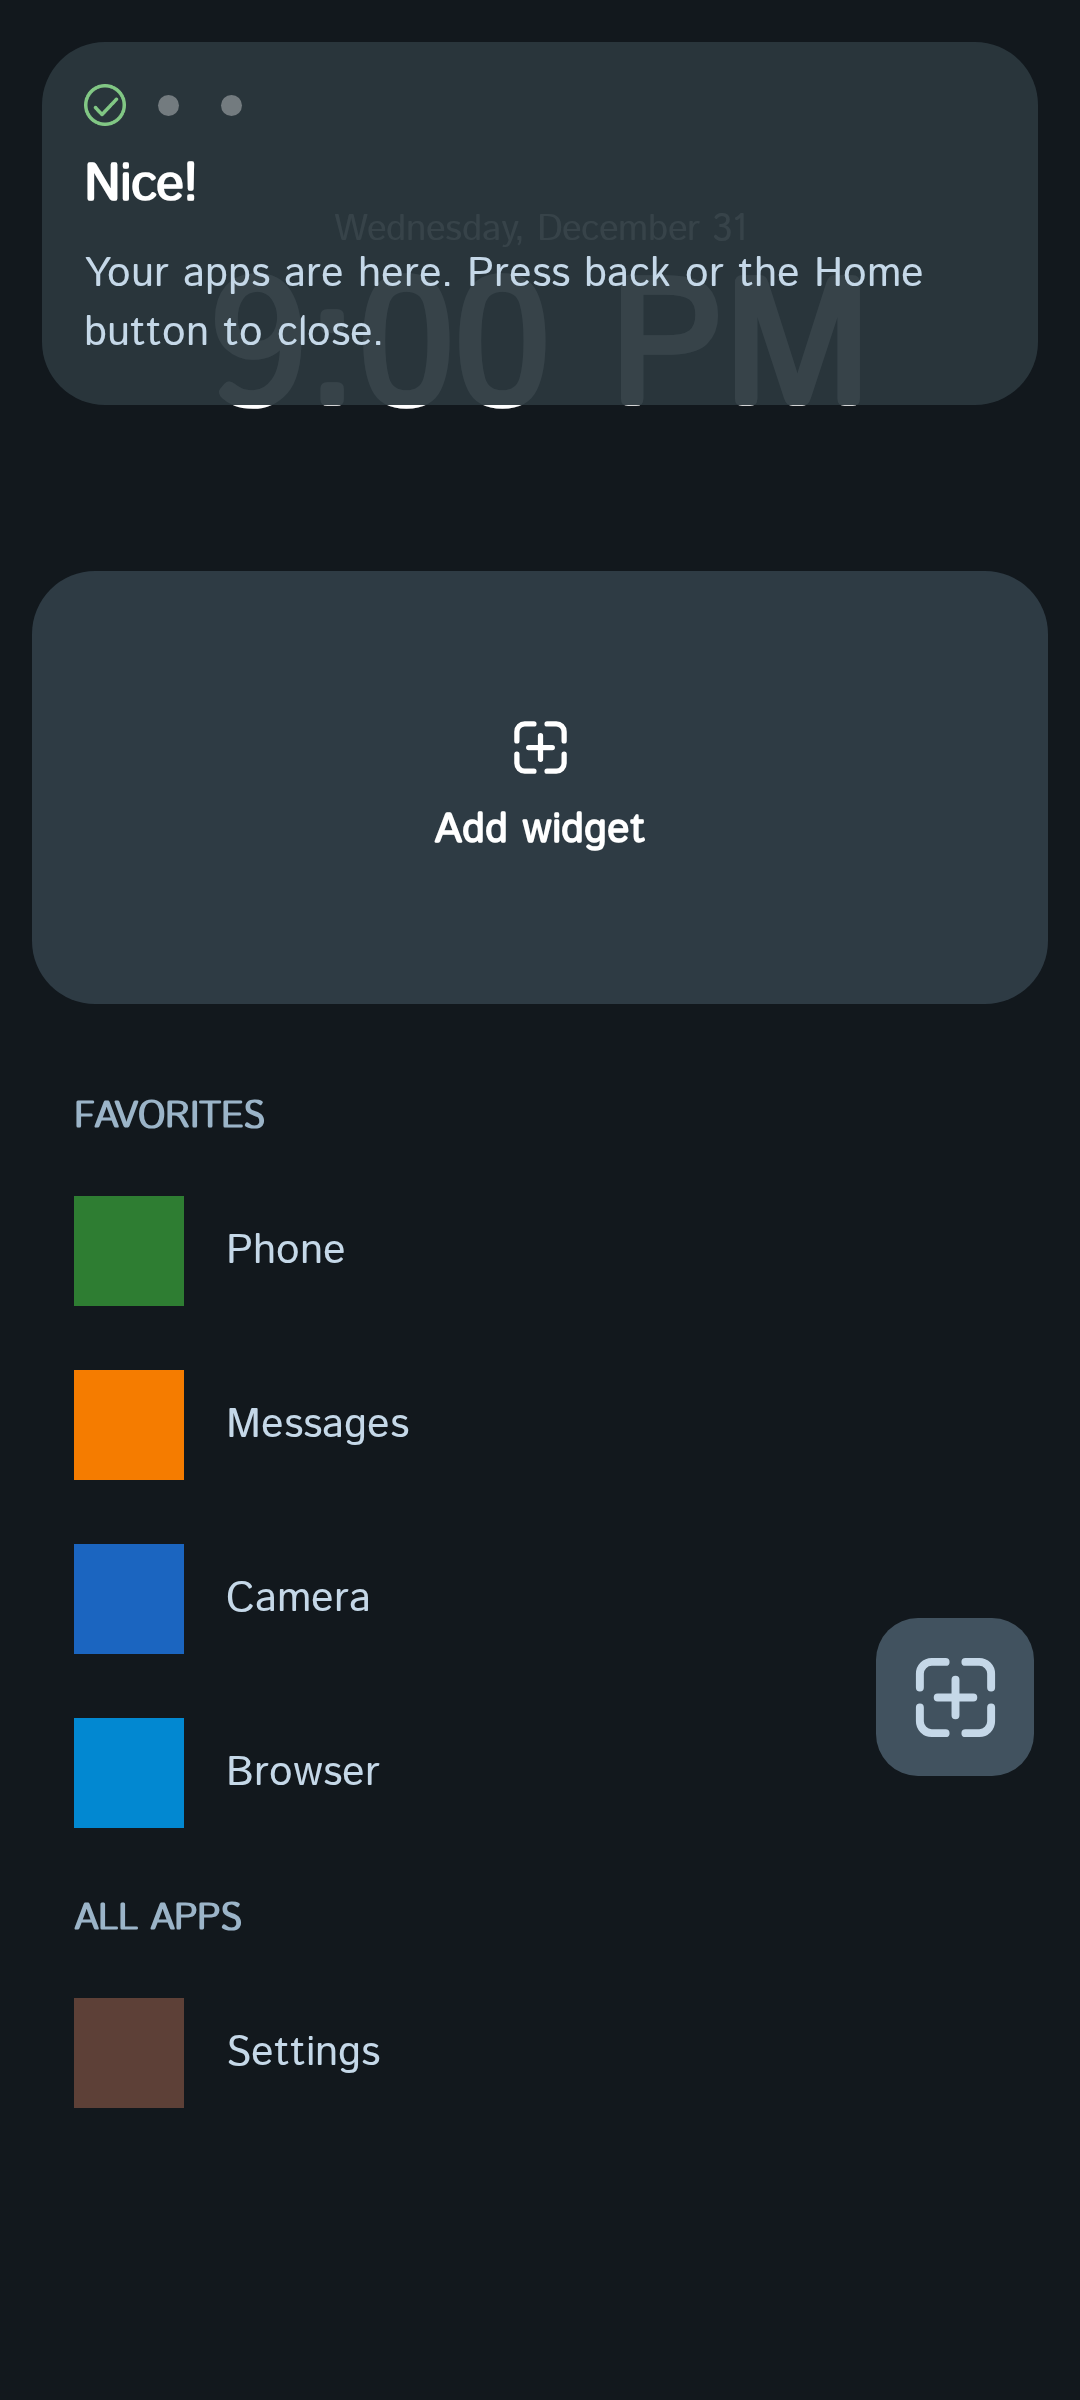 Nice!
Wednesday, December 31
Your apps are here. Press back or the Home
button to close.
9:00 PM
Add widget
FAVORITES
Phone
Messages
Camera
Browser
ALL APPS
Settings